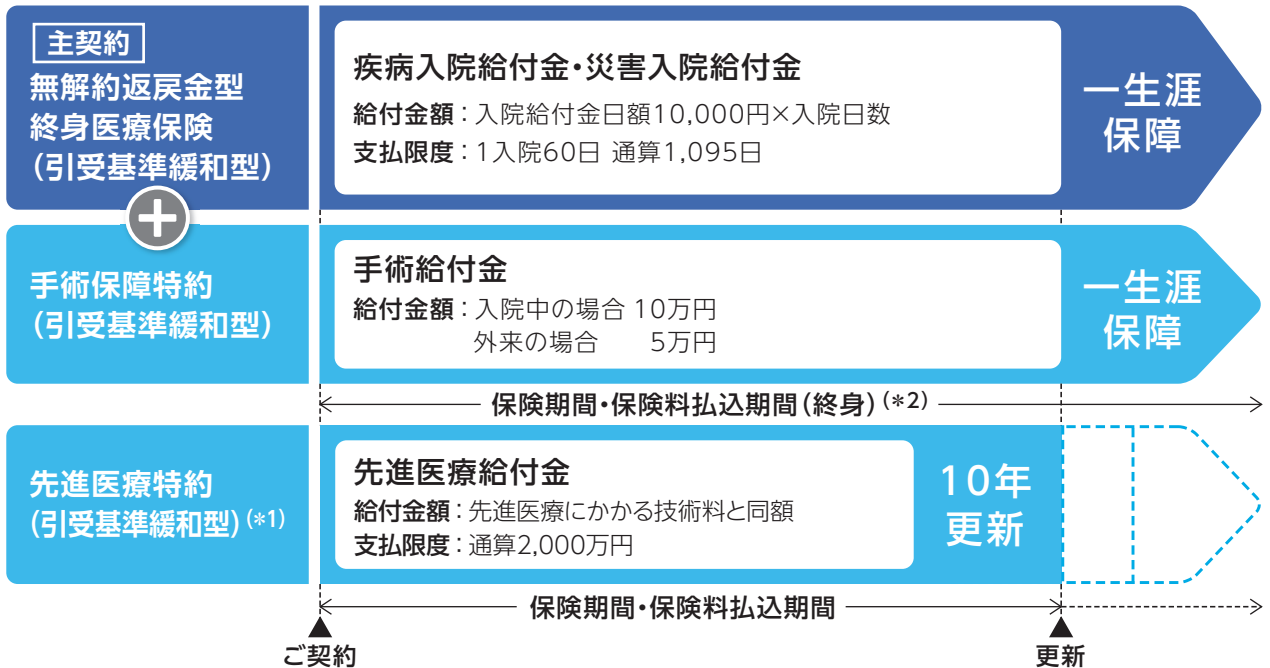 主契約
無解約返戻金型
終身医療保険
(引受基準緩和型)
疾病入院給付金・災害入院給付金
給付金額：入院給付金日額10,000円×入院日数
支払限度：1入院60日 通算1,095日
一生涯
保障
+
手術保障特約
(引受基準緩和型)
手術給付金
給付金額：入院中の場合 10万円
外来の場合 5万円
一生涯
保障
保険期間・保険料払込期間(終身)(*2)
先進医療特約
(引受基準緩和型)(*1)
先進医療給付金
給付金額：先進医療にかかる技術料と同額
支払限度：通算2,000万円
10年
更新
保険期間・保険料払込期間
ご契約
更新